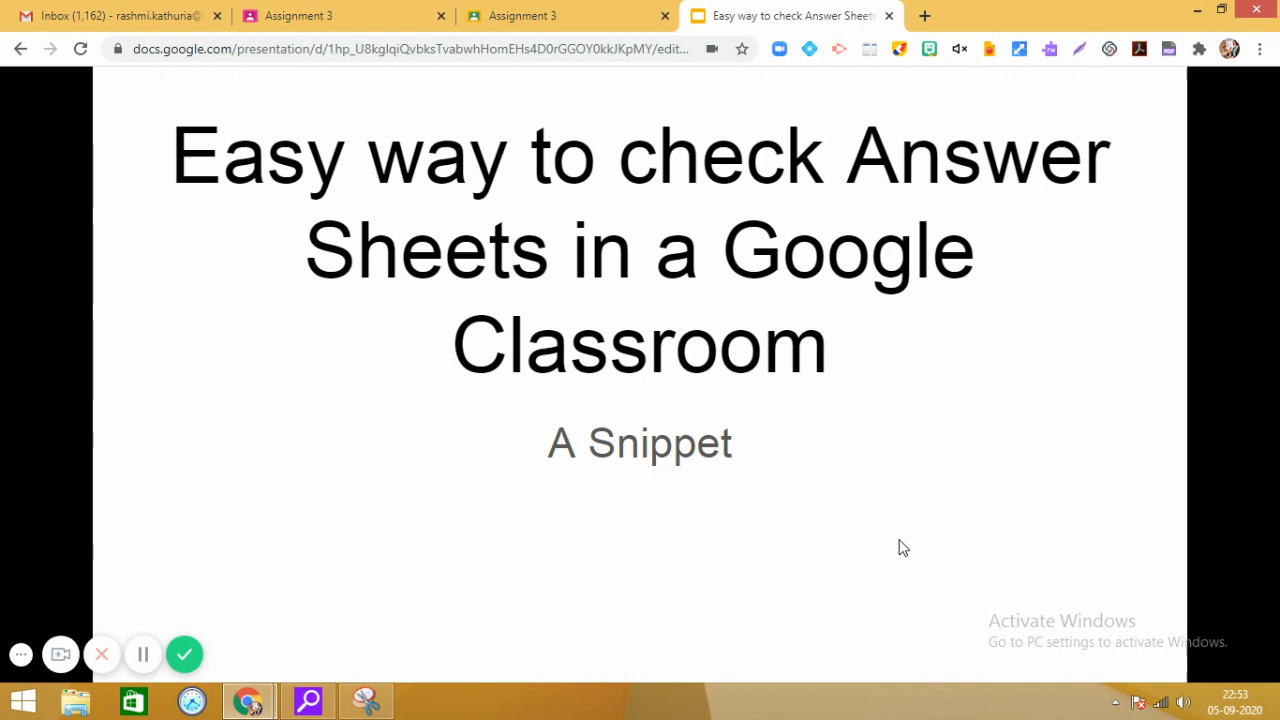 Inbox (1,162) - rashmi.kathuria@
Assignment 3
Assignment 3
Easy way to check Answer Sheets
docs.google.com/presentation/d/1hp_U8kglqiQvbksTvabwhHomEHs4D0rGGOY0kkJKpMY/edit...
Easy way to check Answer
Sheets in a Google
Classroom
A Snippet
Activate Windows
Go to PC settings to activate Windows.
22:53
05-09-2020